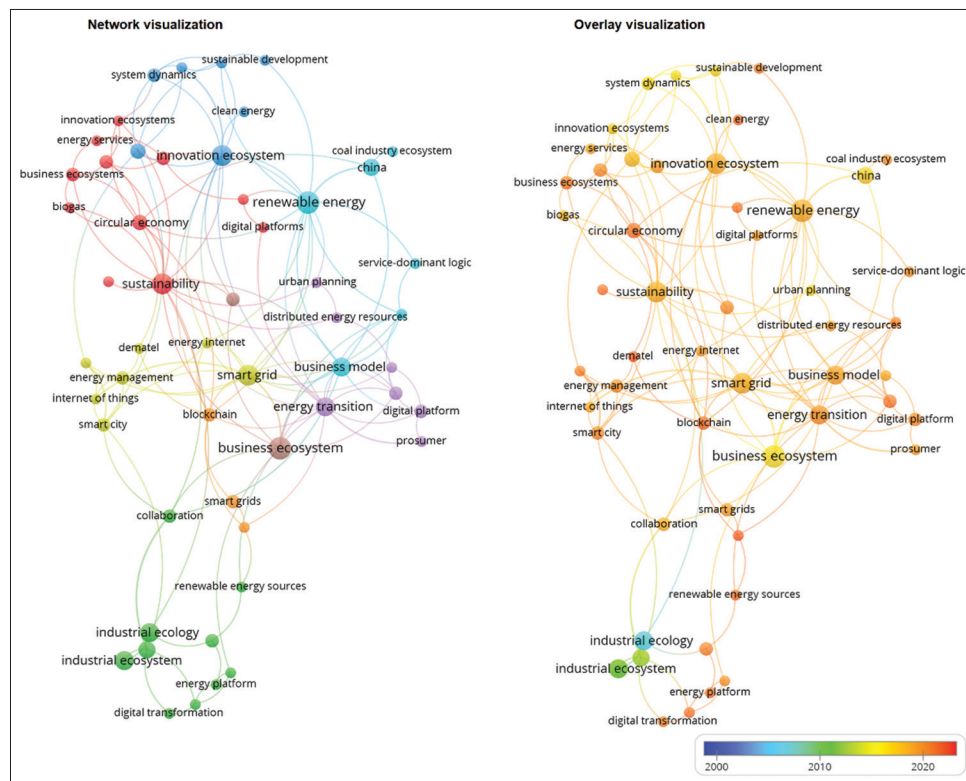 Network visualization
sustainable development
system dynamics
clean energy
innovation ecosystems
energy services
innovation ecosystem
coal industry ecosystem
china
business ecosystems
biogas
renewable energy
circular economy
digital platforms
service-dominant logic
sustainability
urban planning
distributed energy resources
dematel
energy internet
energy management
smart grid
business model
internet of things
blockchain
energy transition
digital platform
smart city
business ecosystem
prosumer
smart grids
collaboration
renewable energy sources
industrial ecology
industrial ecosystem
energy platform
digital transformation
Overlay visualization
sustainable development
system dynamics
clean energy
innovation ecosystems
energy services
innovation ecosystem
coal industry ecosystem
china
business ecosystems
biogas
renewable energy
circular economy
digital platforms
service-dominant logic
sustainability
urban planning
distributed energy resources
dematel
energy internet
energy management
smart grid
business model
internet of things
blockchain
energy transition
digital platform
smart city
business ecosystem
prosumer
smart grids
collaboration
renewable energy sources
industrial ecology
industrial ecosystem
energy platform
digital transformation
2000
2010
2020